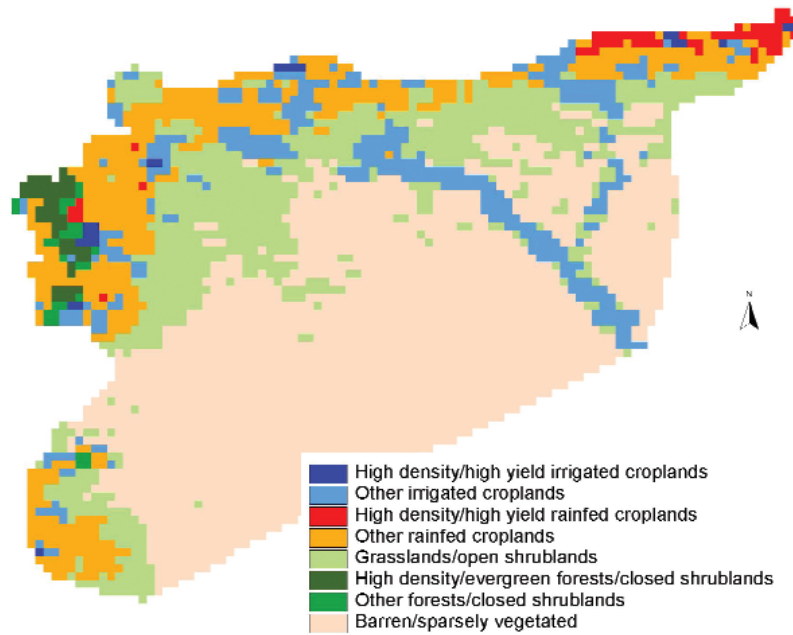 N
High density/high yield irrigated croplands
Other irrigated croplands
High density/high yield rainfed croplands
Other rainfed croplands
Grasslands/open shrublands
High density/evergreen forests/closed shrublands
Other forests/closed shrublands
Barren/sparsely vegetated